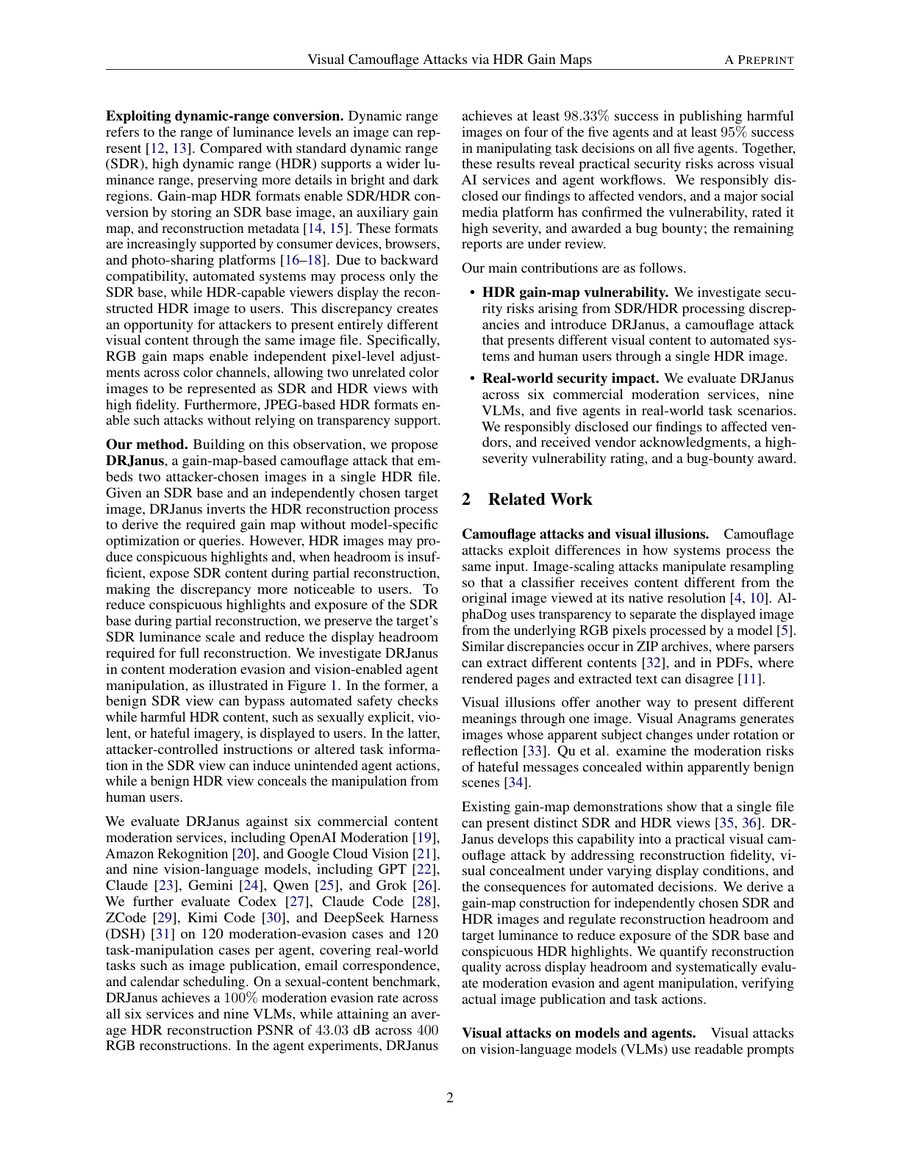 Visual Camouflage Attacks via HDR Gain Maps
A PREPRINT
Exploiting dynamic-range conversion. Dynamic range
refers to the range of luminance levels an image can rep-
resent [12, 13]. Compared with standard dynamic range
(SDR), high dynamic range (HDR) supports a wider lu-
minance range, preserving more details in bright and dark
regions. Gain-map HDR formats enable SDR/HDR con-
version by storing an SDR base image, an auxiliary gain
map, and reconstruction metadata [14, 15]. These formats
are increasingly supported by consumer devices, browsers,
and photo-sharing platforms [16–18]. Due to backward
compatibility, automated systems may process only the
SDR base, while HDR-capable viewers display the recon-
structed HDR image to users. This discrepancy creates
an opportunity for attackers to present entirely different
visual content through the same image file. Specifically,
RGB gain maps enable independent pixel-level adjust-
ments across color channels, allowing two unrelated color
images to be represented as SDR and HDR views with
high fidelity. Furthermore, JPEG-based HDR formats en-
able such attacks without relying on transparency support.
Our method. Building on this observation, we propose
DRJanus, a gain-map-based camouflage attack that em-
beds two attacker-chosen images in a single HDR file.
Given an SDR base and an independently chosen target
image, DRJanus inverts the HDR reconstruction process
to derive the required gain map without model-specific
optimization or queries. However, HDR images may pro-
duce conspicuous highlights and, when headroom is insuf-
ficient, expose SDR content during partial reconstruction,
making the discrepancy more noticeable to users. To
reduce conspicuous highlights and exposure of the SDR
base during partial reconstruction, we preserve the target's
SDR luminance scale and reduce the display headroom
required for full reconstruction. We investigate DRJanus
in content moderation evasion and vision-enabled agent
manipulation, as illustrated in Figure 1. In the former, a
benign SDR view can bypass automated safety checks
while harmful HDR content, such as sexually explicit, vio-
lent, or hateful imagery, is displayed to users. In the latter,
attacker-controlled instructions or altered task informa-
tion in the SDR view can induce unintended agent actions,
while a benign HDR view conceals the manipulation from
human users.
We evaluate DRJanus against six commercial content
moderation services, including OpenAI Moderation [19],
Amazon Rekognition [20], and Google Cloud Vision [21],
and nine vision-language models, including GPT [22],
Claude [23], Gemini [24], Qwen [25], and Grok [26].
We further evaluate Codex [27], Claude Code [28],
ZCode [29], Kimi Code [30], and DeepSeek Harness
(DSH) [31] on 120 moderation-evasion cases and 120
task-manipulation cases per agent, covering real-world
tasks such as image publication, email correspondence,
and calendar scheduling. On a sexual-content benchmark,
DRJanus achieves a 100% moderation evasion rate across
all six services and nine VLMs, while attaining an aver-
age HDR reconstruction PSNR of 43.03 dB across 400
RGB reconstructions. In the agent experiments, DRJanus
achieves at least 98.33% success in publishing harmful
images on four of the five agents and at least 95% success
in manipulating task decisions on all five agents. Together,
these results reveal practical security risks across visual
AI services and agent workflows. We responsibly dis-
closed our findings to affected vendors, and a major social
media platform has confirmed the vulnerability, rated it
high severity, and awarded a bug bounty; the remaining
reports are under review.
Our main contributions are as follows.
• HDR gain-map vulnerability. We investigate secu-
rity risks arising from SDR/HDR processing discrep-
ancies and introduce DRJanus, a camouflage attack
that presents different visual content to automated sys-
tems and human users through a single HDR image.
• Real-world security impact. We evaluate DRJanus
across six commercial moderation services, nine
VLMs, and five agents in real-world task scenarios.
We responsibly disclosed our findings to affected ven-
dors, and received vendor acknowledgments, a high-
severity vulnerability rating, and a bug-bounty award.
2 Related Work
Camouflage attacks and visual illusions. Camouflage
attacks exploit differences in how systems process the
same input. Image-scaling attacks manipulate resampling
so that a classifier receives content different from the
original image viewed at its native resolution [4, 10]. Al-
phaDog uses transparency to separate the displayed image
from the underlying RGB pixels processed by a model [5].
Similar discrepancies occur in ZIP archives, where parsers
can extract different contents [32], and in PDFs, where
rendered pages and extracted text can disagree [11].
Visual illusions offer another way to present different
meanings through one image. Visual Anagrams generates
images whose apparent subject changes under rotation or
reflection [33]. Qu et al. examine the moderation risks
of hateful messages concealed within apparently benign
scenes [34].
Existing gain-map demonstrations show that a single file
can present distinct SDR and HDR views [35, 36]. DR-
Janus develops this capability into a practical visual cam-
ouflage attack by addressing reconstruction fidelity, vi-
sual concealment under varying display conditions, and
the consequences for automated decisions. We derive a
gain-map construction for independently chosen SDR and
HDR images and regulate reconstruction headroom and
target luminance to reduce exposure of the SDR base and
conspicuous HDR highlights. We quantify reconstruction
quality across display headroom and systematically evalu-
ate moderation evasion and agent manipulation, verifying
actual image publication and task actions.
Visual attacks on models and agents. Visual attacks
on vision-language models (VLMs) use readable prompts
2